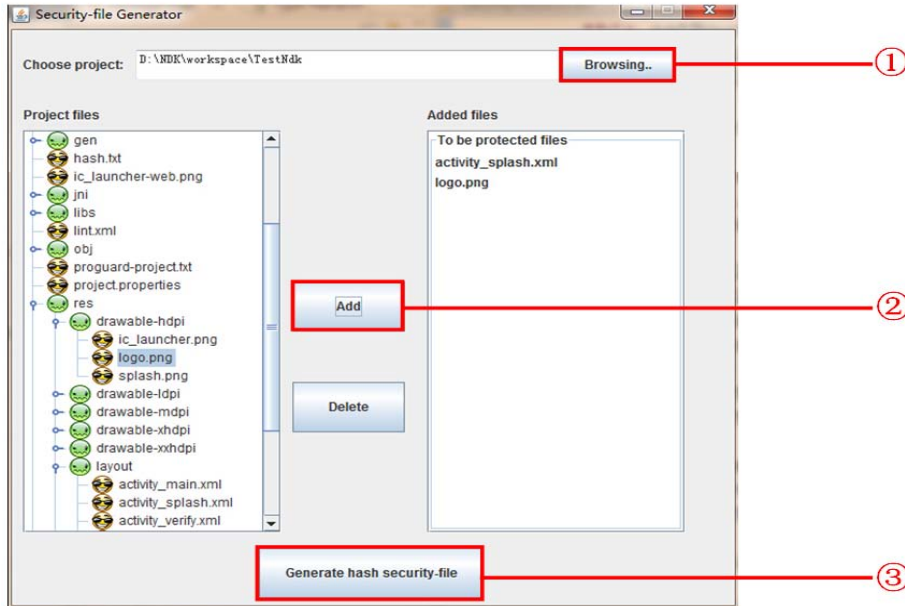 Security-file Generator
Choose project:
D:\NDK\workspace\TestNdk
Browsing..
①
Project files
Added files
gen
hash.txt
ic_launcher-web.png
jni
libs
lint.xml
obj
proguard-project.txt
project.properties
res
drawable-hdpi
ic_launcher.png
logo.png
splash.png
drawable-ldpi
drawable-mdpi
drawable-xhdpi
drawable-xxhdpi
layout
activity_main.xml
activity_splash.xml
activity_verify.xml
Add
②
Delete
To be protected files
activity_splash.xml
logo.png
Generate hash security-file
③